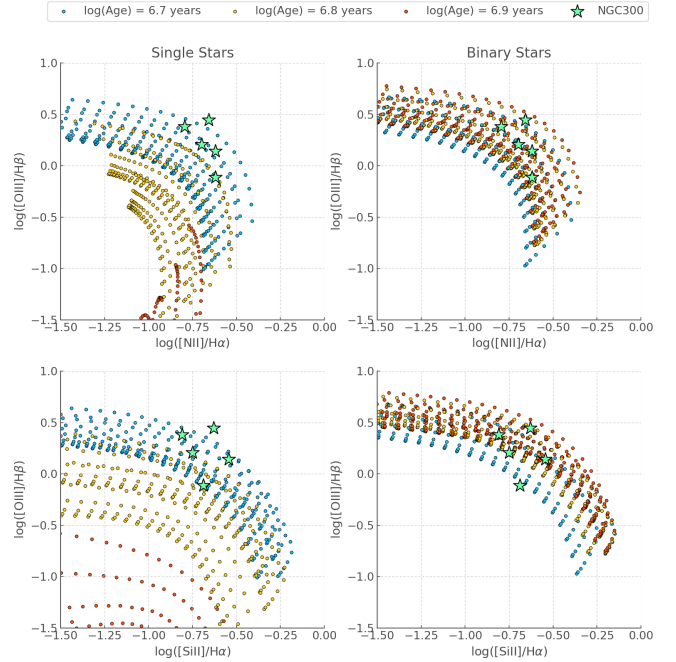 log(Age) = 6.7 years log(Age) = 6.8 years log(Age) = 6.9 years NGC300
Single Stars Binary Stars
1.0 1.0
0.5 0.5
0.0 0.0
−0.5 −0.5
−1.0 −1.0
−1.5 −1.5
log([OIII]/Hβ) log([OIII]/Hβ)
−1.50 −1.25 −1.00 −0.75 −0.50 −0.25 0.00 −1.50 −1.25 −1.00 −0.75 −0.50 −0.25 0.00
log([NII]/Hα) log([NII]/Hα)
1.0 1.0
0.5 0.5
0.0 0.0
−0.5 −0.5
−1.0 −1.0
−1.5 −1.5
log([OIII]/Hβ) log([OIII]/Hβ)
−1.50 −1.25 −1.00 −0.75 −0.50 −0.25 0.00 −1.50 −1.25 −1.00 −0.75 −0.50 −0.25 0.00
log([SiII]/Hα) log([SiII]/Hα)